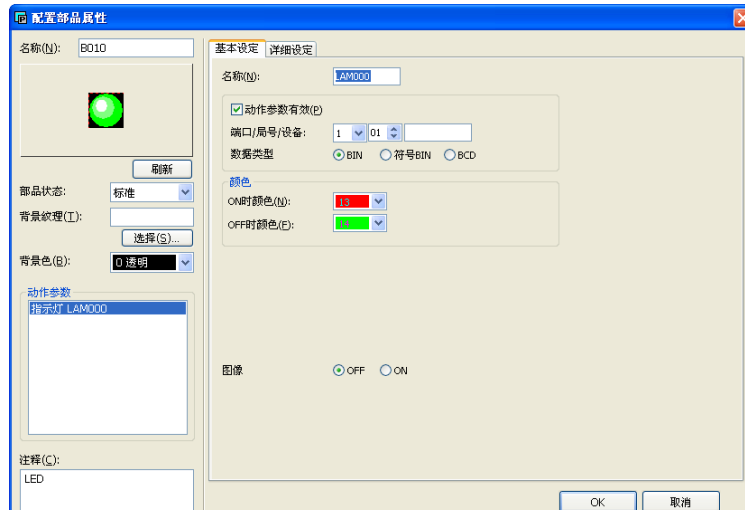 配置部品属性
名称(N): B010
刷新
部品状态: 标准
背景纹理(T):
选择(S)...
背景色(B): 0 透明
动作参数
指示灯 LAM000
注释(C):
LED
基本设定 详细设定
名称(N): LAM000
动作参数有效(P)
端口/局号/设备: 1 01
数据类型 BIN 符号BIN BCD
颜色
ON时颜色(N): 13
OFF时颜色(F): 14
图像 OFF ON
OK 取消